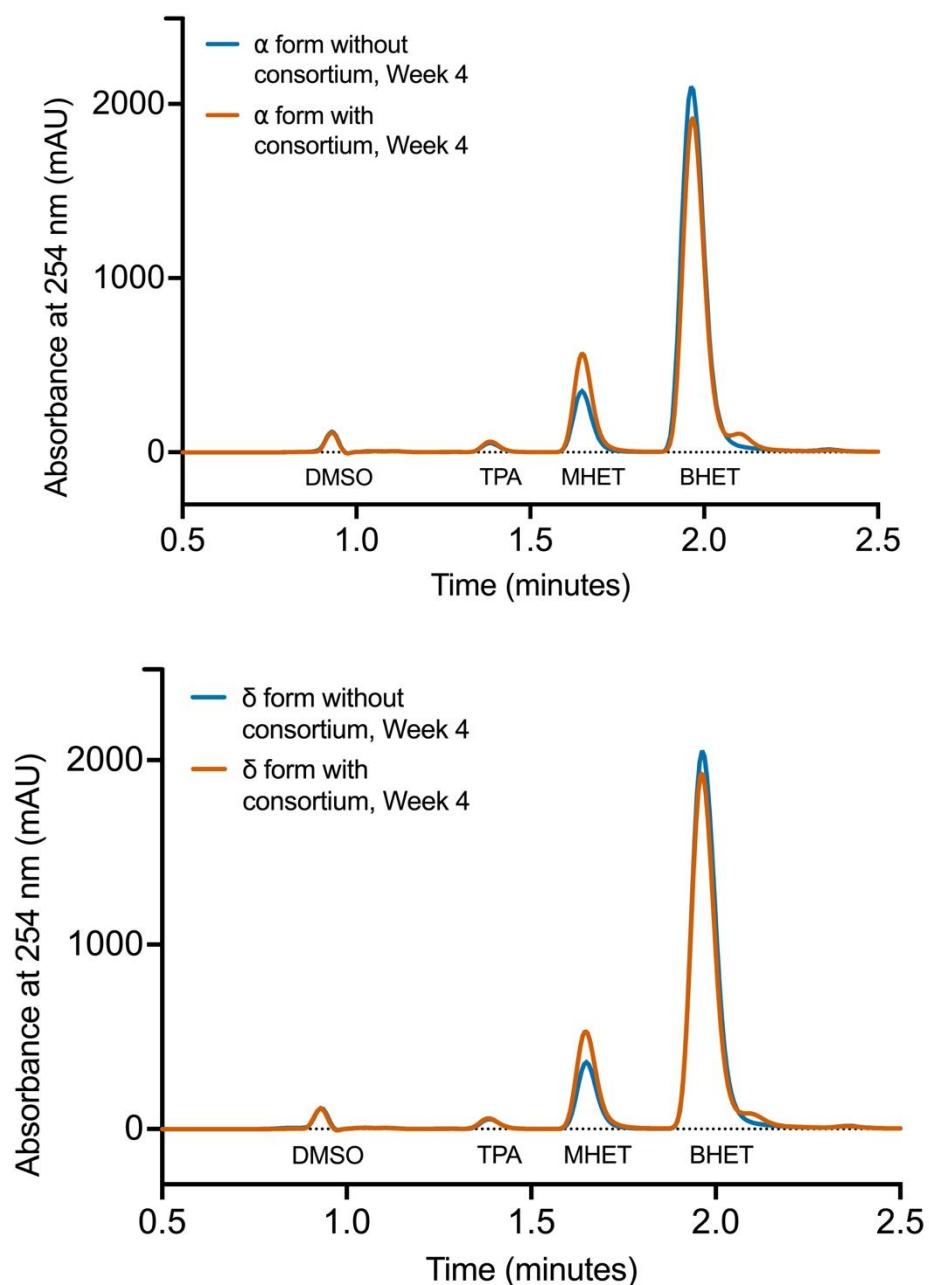 α form without
consortium, Week 4
α form with
consortium, Week 4
Absorbance at 254 nm (mAU)
2000
1000
0
DMSO TPA MHET BHET
0.5 1.0 1.5 2.0 2.5
Time (minutes)
δ form without
consortium, Week 4
δ form with
consortium, Week 4
Absorbance at 254 nm (mAU)
2000
1000
0
DMSO TPA MHET BHET
0.5 1.0 1.5 2.0 2.5
Time (minutes)